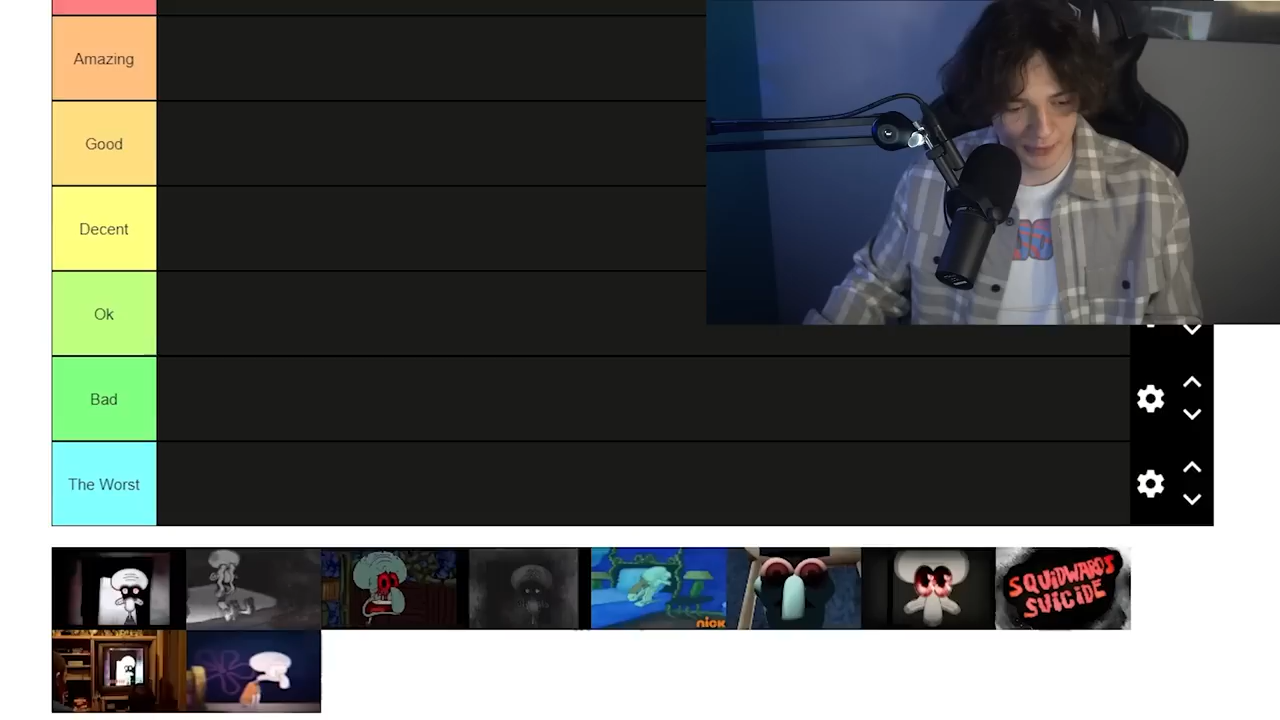 Amazing
Good
Decent
Ok
Bad
The Worst
nick
SQUIDWARD'S
SUICIDE